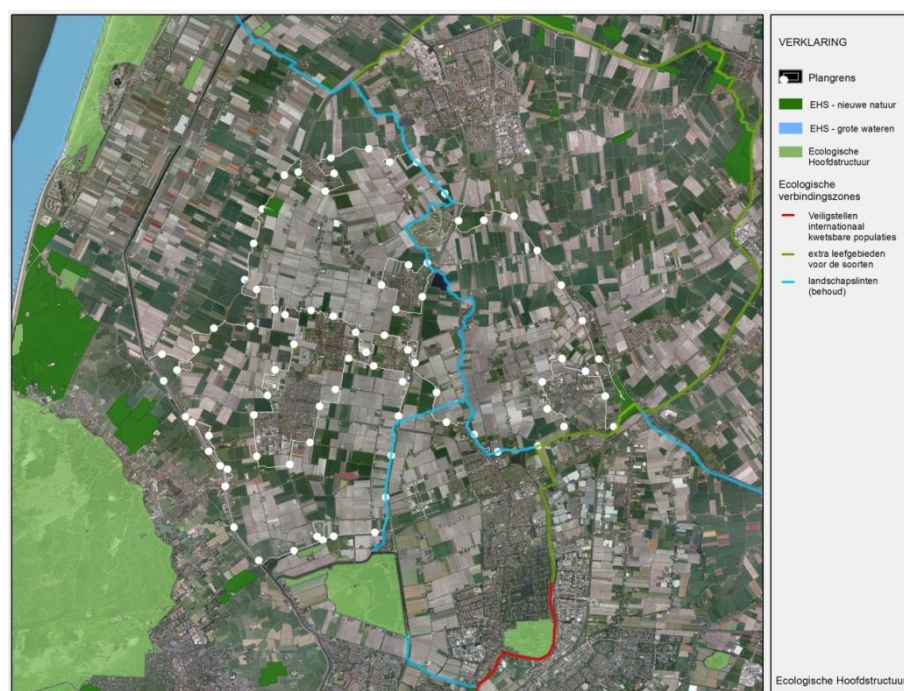 VERKLARING
Plangrens
EHS - nieuwe natuur
EHS - grote wateren
Ecologische
Hoofdstructuur
Ecologische
verbindingszones
Veiligstellen
internationaal
kwetsbare populaties
extra leefgebieden
voor de soorten
landschapslinten
(behoud)
Ecologische Hoofdstructuur